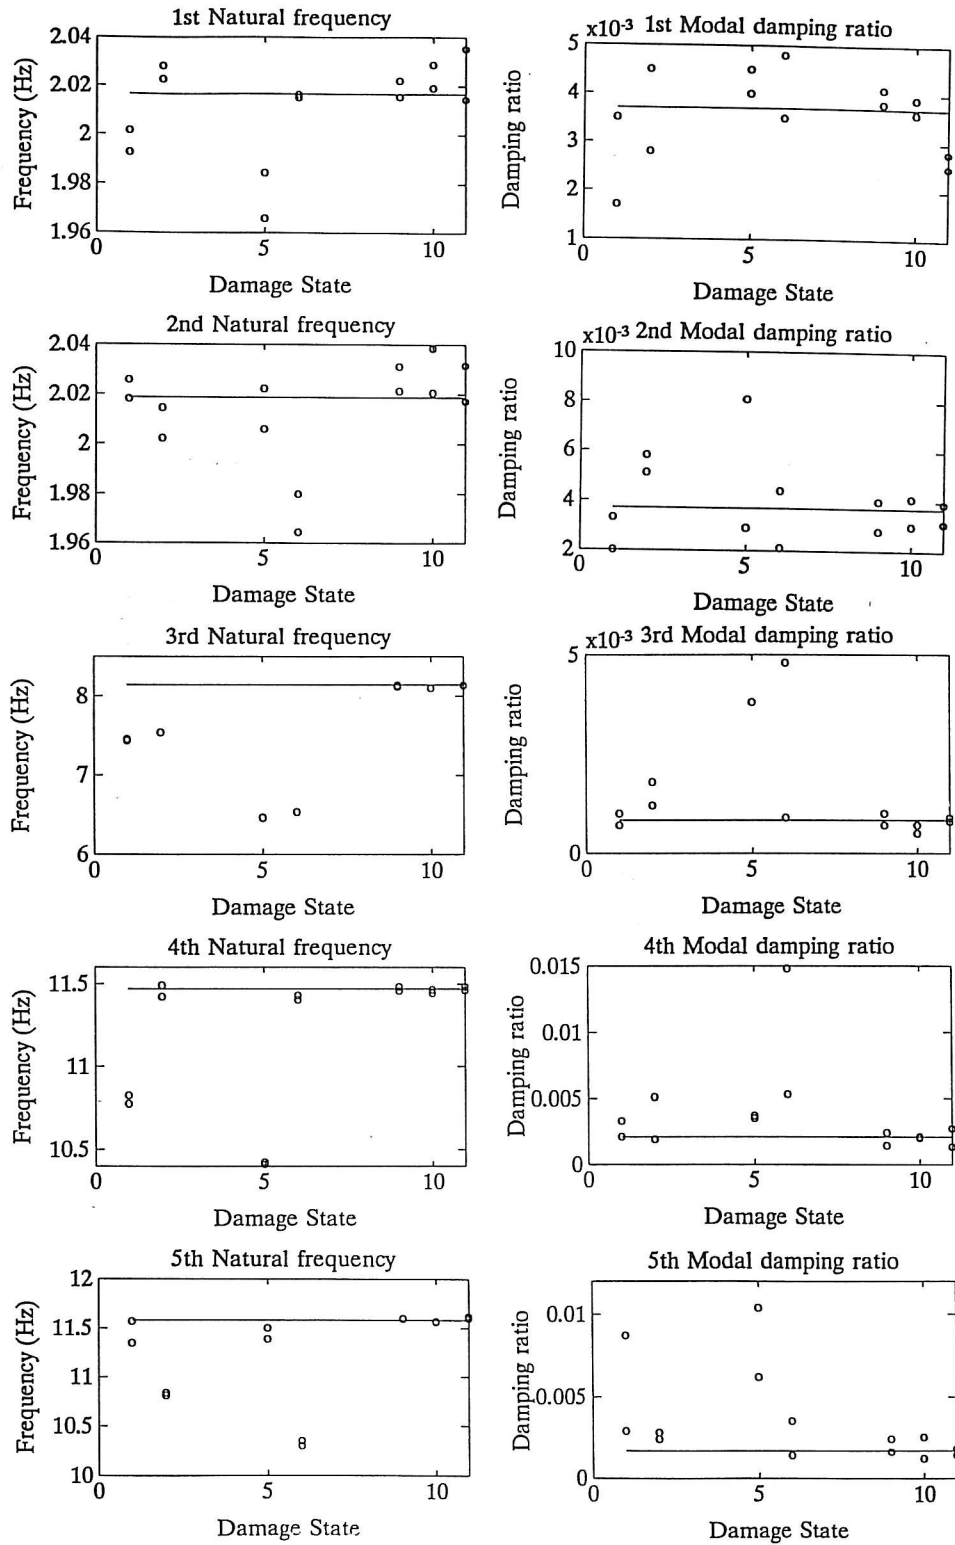 1st Natural frequency
2.04
2.02
2
1.98
1.96
0
5
10
Frequency (Hz)
Damage State
x10-3 1st Modal damping ratio
5
4
3
2
1
0
5
10
Damping ratio
Damage State
2nd Natural frequency
2.04
2.02
2
1.98
1.96
0
5
10
Frequency (Hz)
Damage State
x10-3 2nd Modal damping ratio
10
8
6
4
2
0
5
10
Damping ratio
Damage State
3rd Natural frequency
8
7
6
0
5
10
Frequency (Hz)
Damage State
x10-3 3rd Modal damping ratio
5
0
0
5
10
Damping ratio
Damage State
4th Natural frequency
11.5
11
10.5
0
5
10
Frequency (Hz)
Damage State
4th Modal damping ratio
0.015
0.01
0.005
0
0
5
10
Damping ratio
Damage State
5th Natural frequency
12
11.5
11
10.5
10
0
5
10
Frequency (Hz)
Damage State
5th Modal damping ratio
0.01
0.005
0
0
5
10
Damping ratio
Damage State